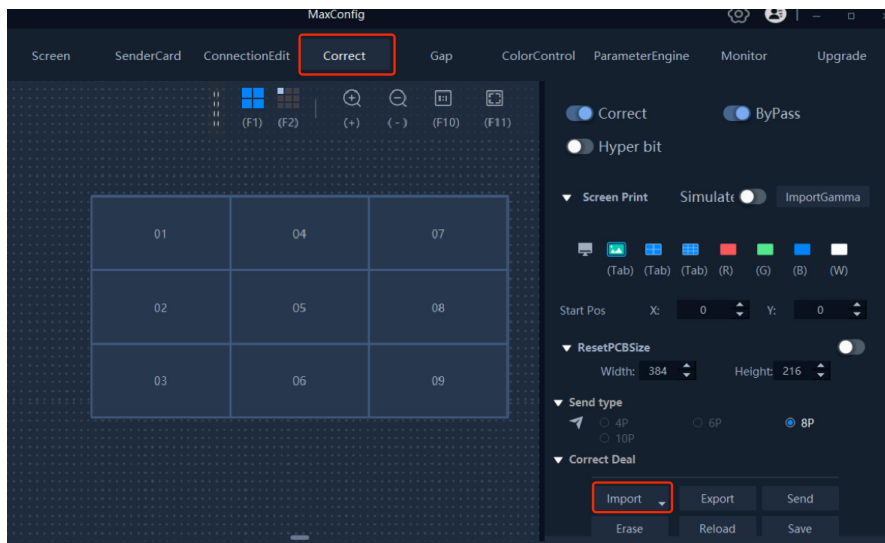 MaxConfig
Screen SenderCard ConnectionEdit Correct Gap ColorControl ParameterEngine Monitor Upgrade
(F1) (F2) (+) (-) (F10) (F11)
Correct ByPass
Hyper bit
Screen Print Simulate ImportGamma
(Tab) (Tab) (Tab) (R) (G) (B) (W)
Start Pos X: 0 Y: 0
ResetPCBSize
Width: 384 Height: 216
Send type
4P 6P 8P
10P
Correct Deal
Import Export Send
Erase Reload Save
01 04 07
02 05 08
03 06 09